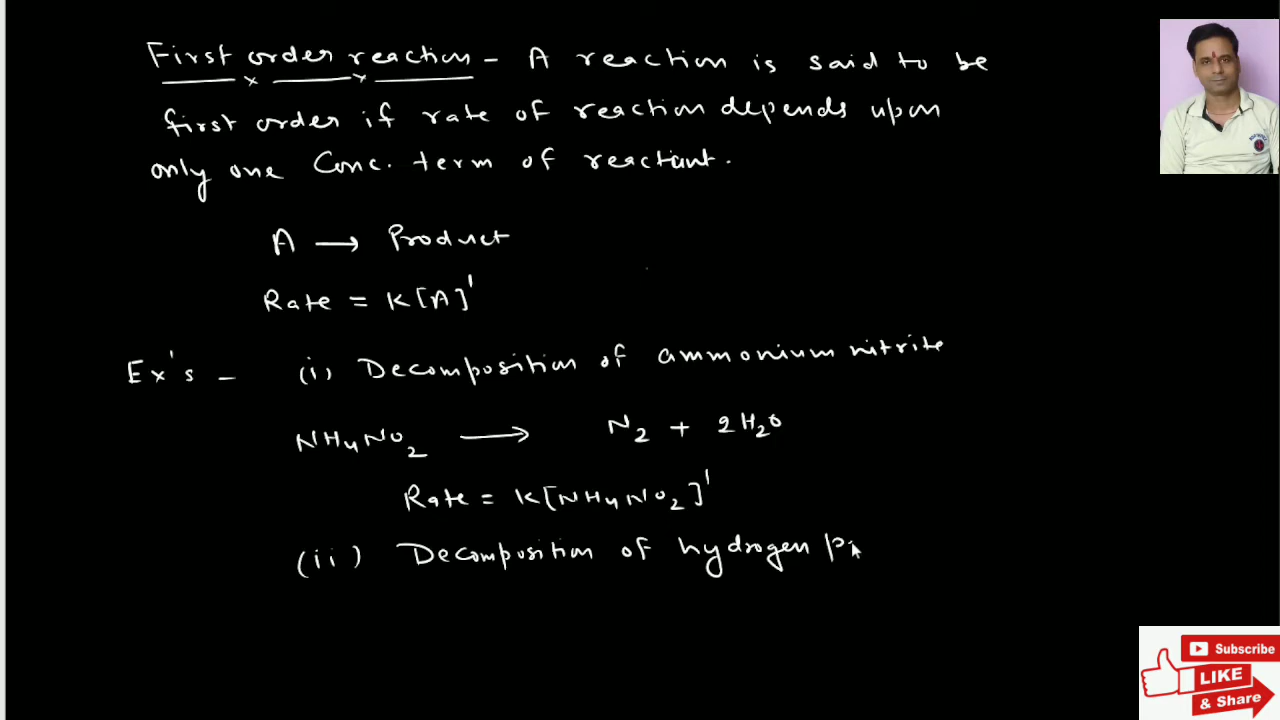 First order reaction - A reaction is said to be
first order if rate of reaction depends upon
only one Conc. term of reactant.
A → Product
Rate = K[A]¹
Ex's - (i) Decomposition of ammonium nitrite
NH₄NO₂ → N₂ + 2H₂O
Rate = K[NH₄NO₂]¹
(ii) Decomposition of hydrogen
Subscribe
LIKE
& Share